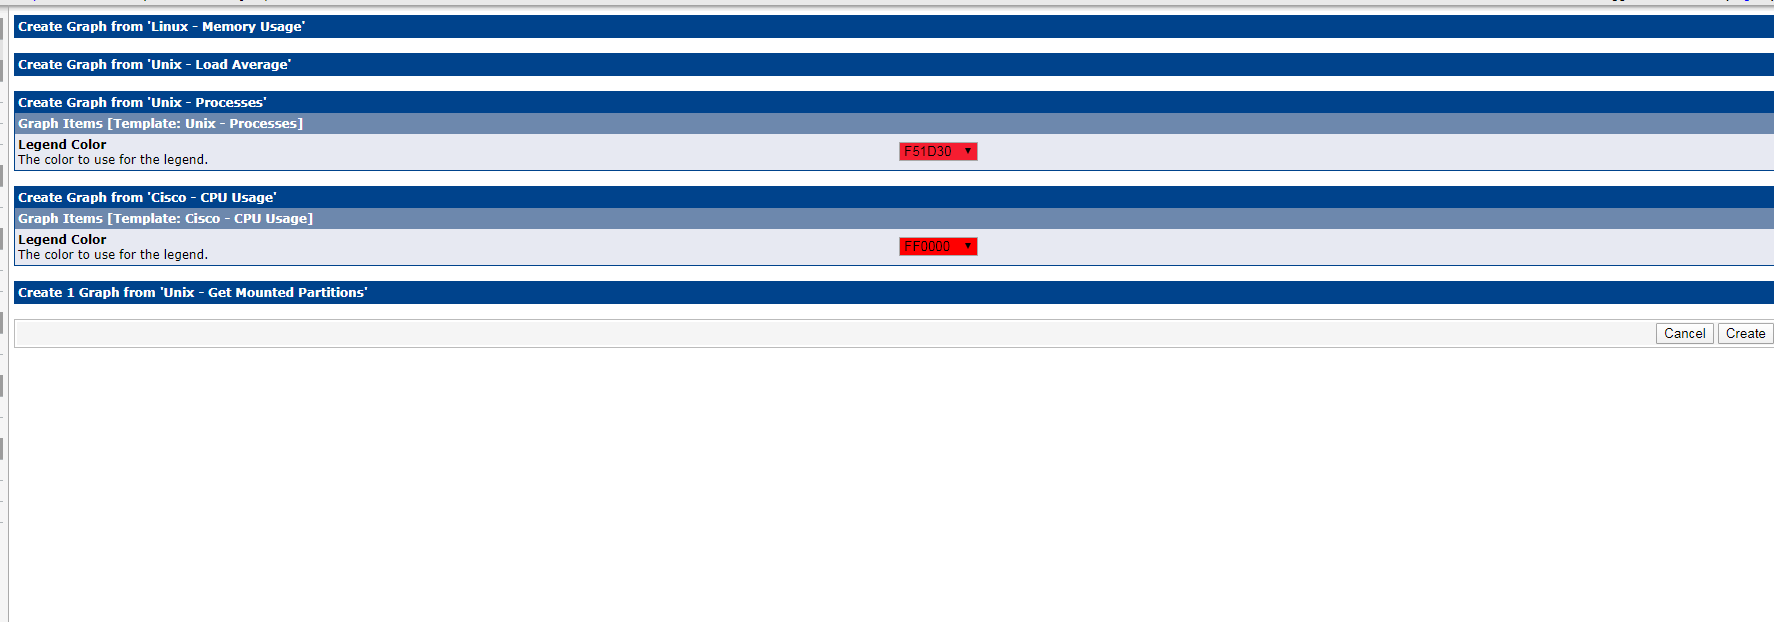 Create Graph from 'Linux - Memory Usage'
Create Graph from 'Unix - Load Average'
Create Graph from 'Unix - Processes'
Graph Items [Template: Unix - Processes]
Legend Color
The color to use for the legend.
F51D30
Create Graph from 'Cisco - CPU Usage'
Graph Items [Template: Cisco - CPU Usage]
Legend Color
The color to use for the legend.
FF0000
Create 1 Graph from 'Unix - Get Mounted Partitions'
Cancel Create